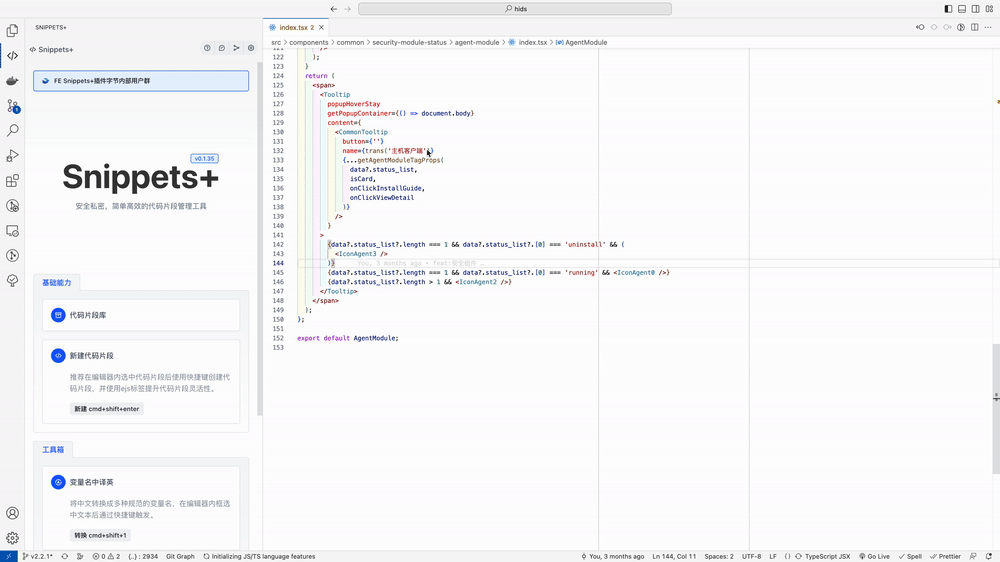 hids
SNIPPETS+
Snippets+
FE Snippets+插件字节内部用户群
v0.1.35
Snippets+
安全私密，简单高效的代码片段管理工具
基础能力
代码片段库
新建代码片段
推荐在编辑器内选中代码片段后使用快捷键创建代
码片段，并使用ejs标签提升代码片段灵活性。
新建 cmd+shift+enter
工具箱
变量名中译英
将中文转换成多种规范的变量名，在编辑器内框选
中文本后通过快捷键触发。
转换 cmd+shift+1
index.tsx 2
src > components > common > security-module-status > agent-module > index.tsx > AgentModule
122 );
123 }
124 return (
125 <span>
126 <Tooltip
127 popupHoverStay
128 getPopupContainer={() => document.body}
129 content={
130 <CommonTooltip
131 button={''}
132 name={trans('主机客户端')}
133 {...getAgentModuleTagProps(
134 data?.status_list,
135 isCard,
136 onClickInstallGuide,
137 onClickViewDetail
138 )}
139 />
140 }
141 >
142 {data?.status_list?.length === 1 && data?.status_list?.[0] === 'uninstall' && (
143 <IconAgent3 />
144 )} You, 3 months ago • feat:安全组件 …
145 {data?.status_list?.length === 1 && data?.status_list?.[0] === 'running' && <IconAgent0 />}
146 {data?.status_list?.length > 1 && <IconAgent2 />}
147 </Tooltip>
148 </span>
149 );
150 };
151
152 export default AgentModule;
153
v2.2.1* 0 2 {..} : 2934 Git Graph Initializing JS/TS language features You, 3 months ago Ln 144, Col 11 Spaces: 2 UTF-8 LF {} TypeScript JSX Go Live Spell Prettier